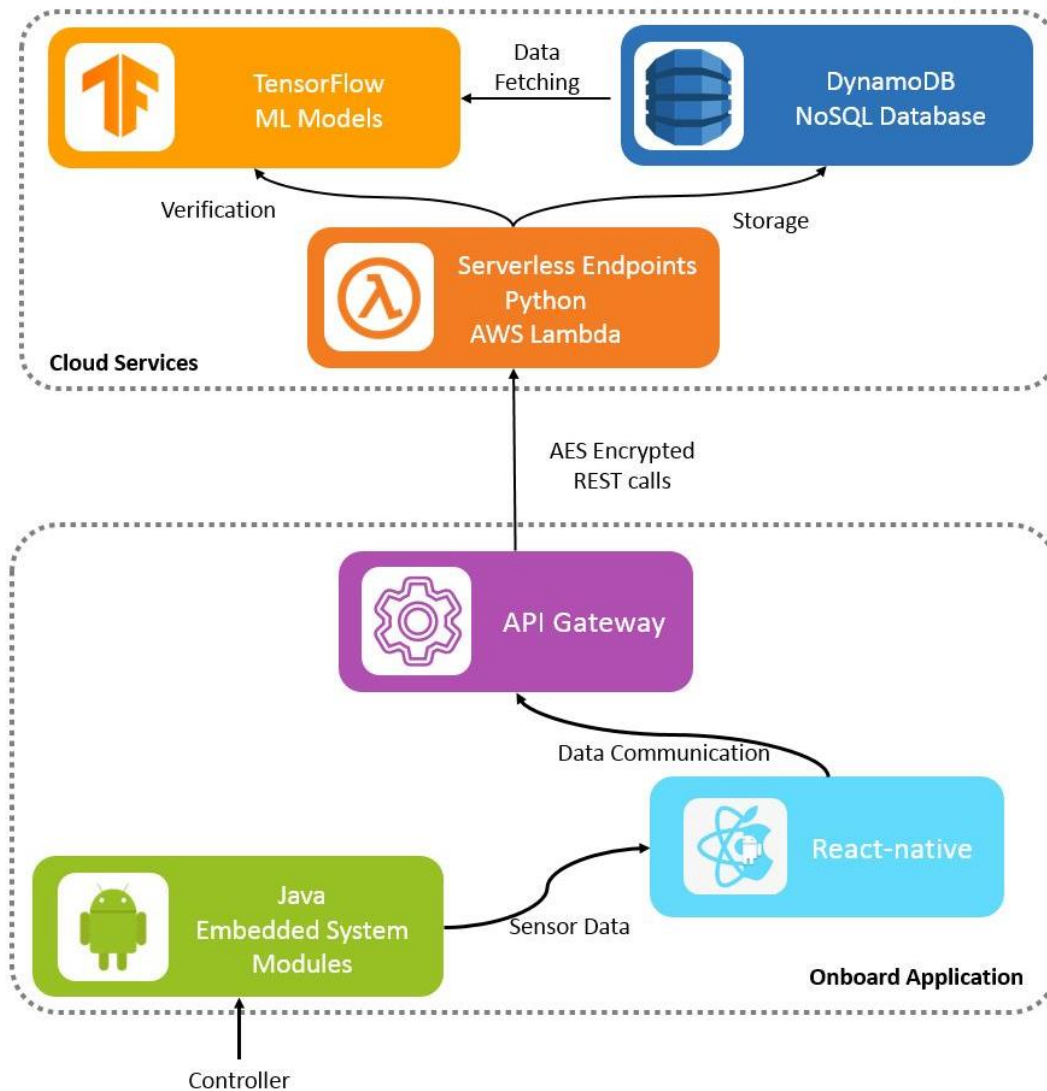 TensorFlow
ML Models
Data
Fetching
DynamoDB
NoSQL Database
Verification
Storage
Serverless Endpoints
Python
AWS Lambda
Cloud Services
AES Encrypted
REST calls
API Gateway
Data Communication
React-native
Java
Embedded System
Modules
Sensor Data
Onboard Application
Controller